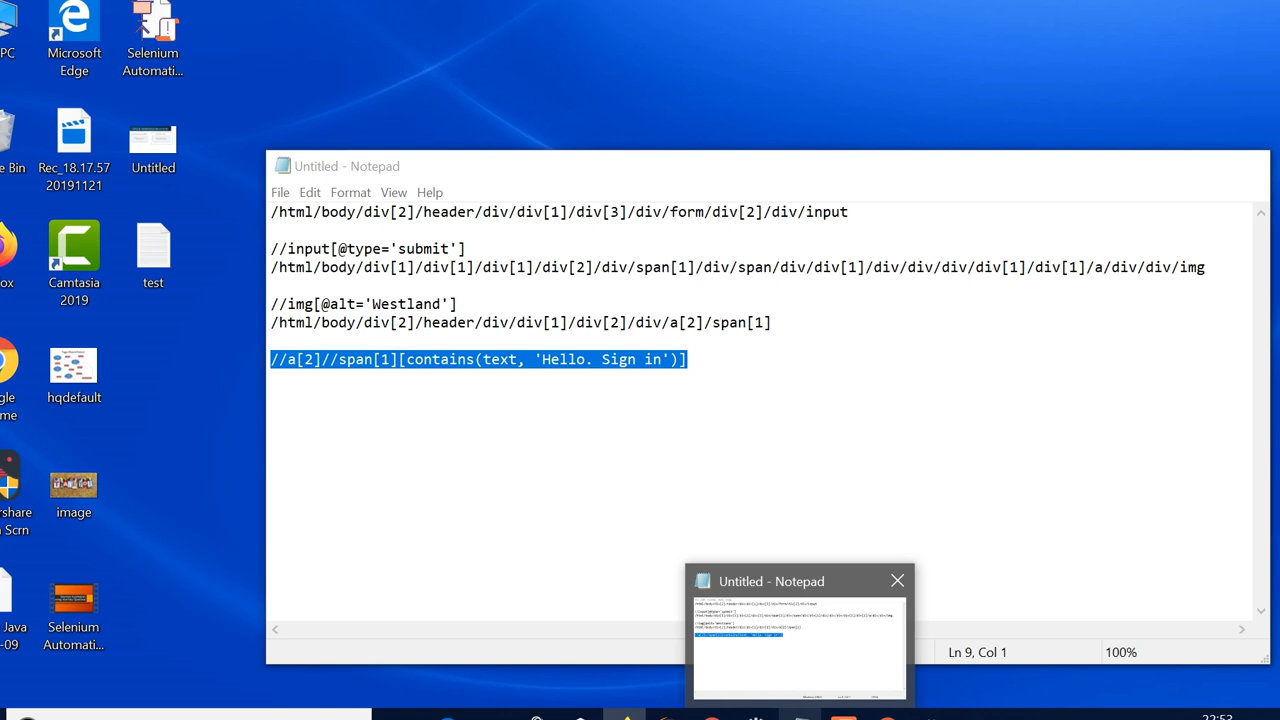 PC
Microsoft
Edge
Selenium
Automati...
e Bin
Rec_18.17.57
20191121
Untitled
ox
Camtasia
2019
test
gle
me
hqdefault
rshare
n Scrn
image
Jav
-09
Selenium
Automati...
Untitled - Notepad
File Edit Format View Help
/html/body/div[2]/header/div/div[1]/div[3]/div/form/div[2]/div/input
//input[@type='submit']
/html/body/div[1]/div[1]/div[1]/div[2]/div/span[1]/div/span/div/div[1]/div/div/div/div[1]/div[1]/a/div/div/img
//img[@alt='Westland']
/html/body/div[2]/header/div/div[1]/div[2]/div/a[2]/span[1]
//a[2]//span[1][contains(text, 'Hello. Sign in')]
Untitled - Notepad
Ln 9, Col 1
100%
22:53